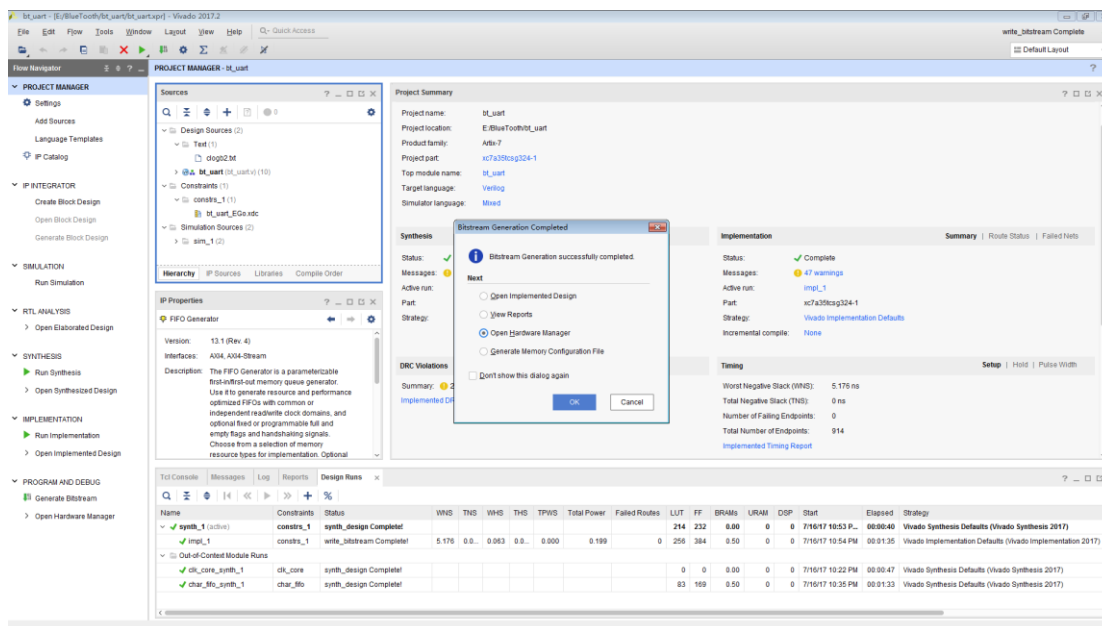 bt_uart - [E:/BlueTooth/bt_uart/bt_uart.xpr] - Vivado 2017.2
File Edit Flow Tools Window Layout View Help Quick Access
write_bitstream Complete
Default Layout
Flow Navigator
PROJECT MANAGER
Settings
Add Sources
Language Templates
IP Catalog
IP INTEGRATOR
Create Block Design
Open Block Design
Generate Block Design
SIMULATION
Run Simulation
RTL ANALYSIS
Open Elaborated Design
SYNTHESIS
Run Synthesis
Open Synthesized Design
IMPLEMENTATION
Run Implementation
Open Implemented Design
PROGRAM AND DEBUG
Generate Bitstream
Open Hardware Manager
PROJECT MANAGER - bt_uart
Sources
Design Sources (2)
Text (1)
clogb2.txt
bt_uart (bt_uart.v) (10)
Constraints (1)
constrs_1 (1)
bt_uart_EGo.xdc
Simulation Sources (2)
sim_1 (2)
Hierarchy IP Sources Libraries Compile Order
IP Properties
FIFO Generator
Version: 13.1 (Rev. 4)
Interfaces: AXI4, AXI4-Stream
Description: The FIFO Generator is a parameterizable
first-in/first-out memory queue generator.
Use it to generate resource and performance
optimized FIFOs with common or
independent read/write clock domains, and
optional fixed or programmable full and
empty flags and handshaking signals.
Choose from a selection of memory
resource types for implementation. Optional
Project Summary
Project name: bt_uart
Project location: E:/BlueTooth/bt_uart
Product family: Artix-7
Project part: xc7a35tcsg324-1
Top module name: bt_uart
Target language: Verilog
Simulator language: Mixed
Synthesis
Status:
Messages:
Active run:
Part:
Strategy:
DRC Violations
Summary: 2
Implemented DR
Bitstream Generation Completed
Bitstream Generation successfully completed.
Next
Open Implemented Design
View Reports
Open Hardware Manager
Generate Memory Configuration File
Don't show this dialog again
OK Cancel
Implementation
Summary | Route Status | Failed Nets
Status: Complete
Messages: 47 warnings
Active run: impl_1
Part: xc7a35tcsg324-1
Strategy: Vivado Implementation Defaults
Incremental compile: None
Timing
Setup | Hold | Pulse Width
Worst Negative Slack (WNS): 5.176 ns
Total Negative Slack (TNS): 0 ns
Number of Failing Endpoints: 0
Total Number of Endpoints: 914
Implemented Timing Report
Tcl Console Messages Log Reports Design Runs
Name Constraints Status WNS TNS WHS THS TPWS Total Power Failed Routes LUT FF BRAMs URAM DSP Start Elapsed Strategy
synth_1 (active) constrs_1 synth_design Complete! 214 232 0.00 0 0 7/16/17 10:53 P... 00:00:40 Vivado Synthesis Defaults (Vivado Synthesis 2017)
impl_1 constrs_1 write_bitstream Complete! 5.176 0.0... 0.063 0.0... 0.000 0.199 0 256 384 0.50 0 0 7/16/17 10:54 PM 00:01:35 Vivado Implementation Defaults (Vivado Implementation 2017)
Out-of-Context Module Runs
clk_core_synth_1 clk_core synth_design Complete! 0 0 0.00 0 0 7/16/17 10:22 PM 00:00:47 Vivado Synthesis Defaults (Vivado Synthesis 2017)
char_fifo_synth_1 char_fifo synth_design Complete! 83 169 0.50 0 0 7/16/17 10:35 PM 00:01:33 Vivado Synthesis Defaults (Vivado Synthesis 2017)